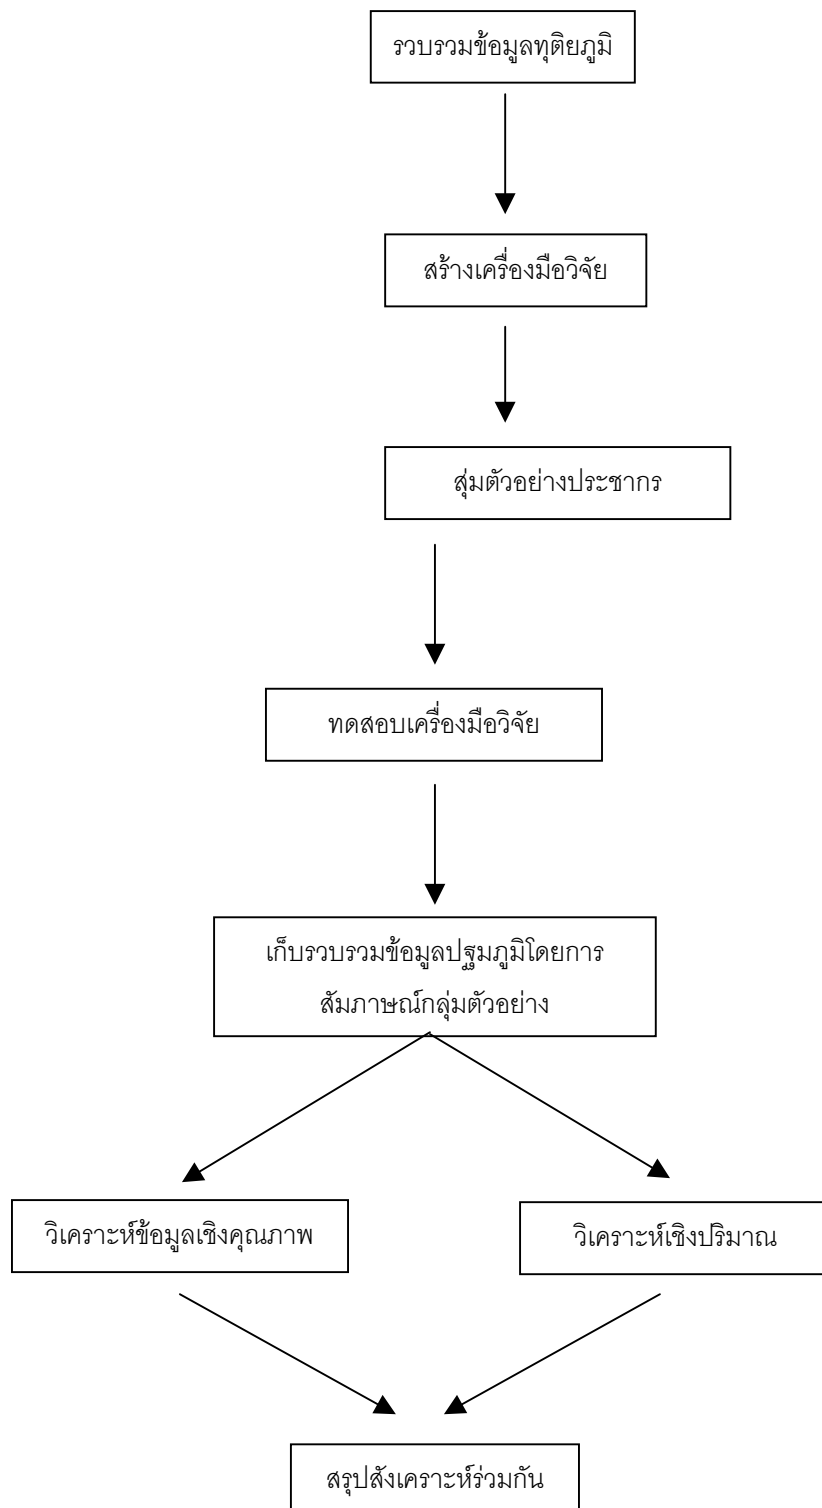 รวบรวมข้อมูลทุติยภูมิ
สร้างเครื่องมือวิจัย
สุ่มตัวอย่างประชากร
ทดสอบเครื่องมือวิจัย
เก็บรวบรวมข้อมูลปฐมภูมิโดยการ
สัมภาษณ์กลุ่มตัวอย่าง
วิเคราะห์ข้อมูลเชิงคุณภาพ
วิเคราะห์เชิงปริมาณ
สรุปสังเคราะห์ร่วมกัน